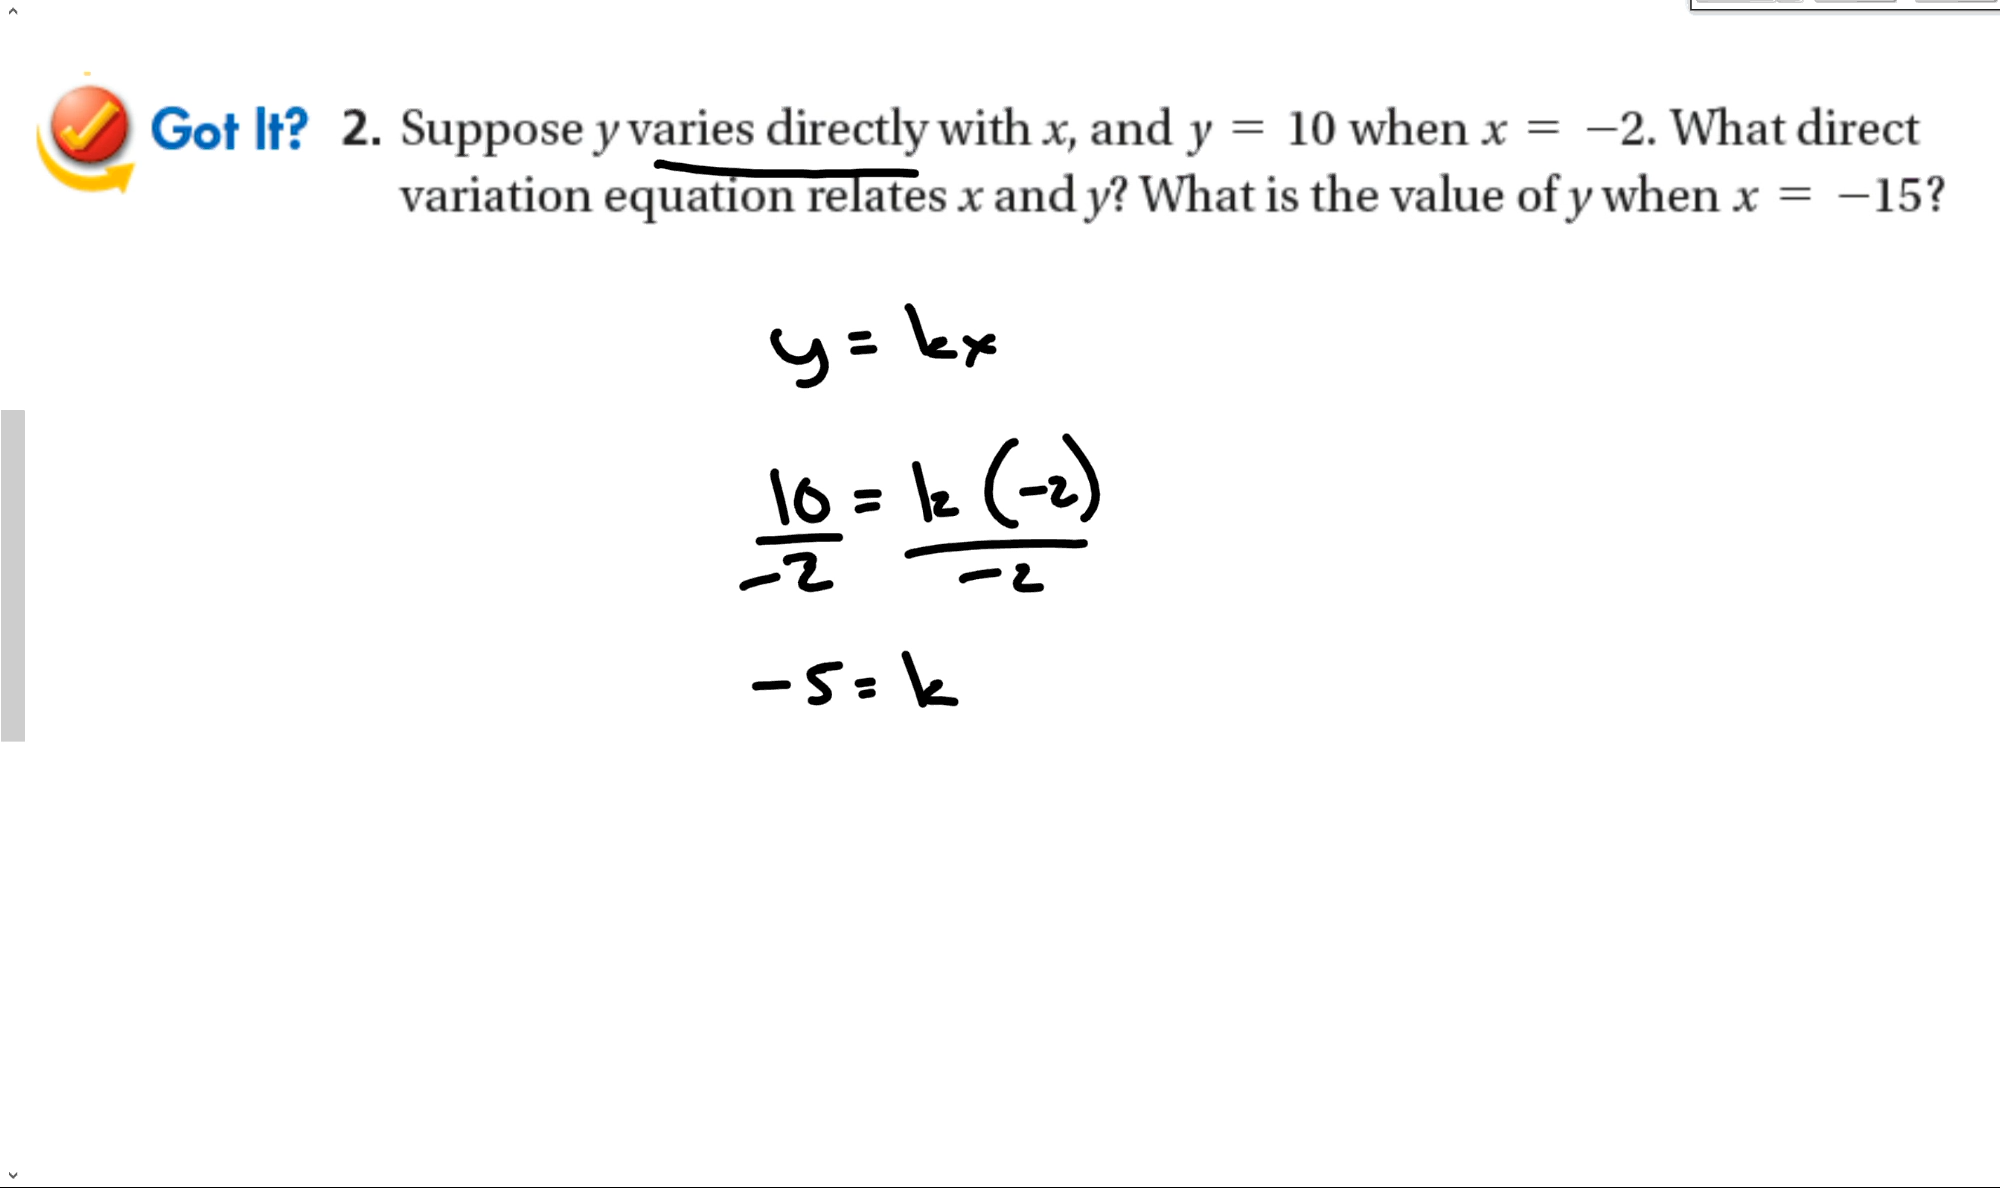 Got It? 2. Suppose y varies directly with x, and y = 10 when x = −2. What direct
variation equation relates x and y? What is the value of y when x = −15?
y = kx
10 = k (-2)
-2 -2
-5 = k